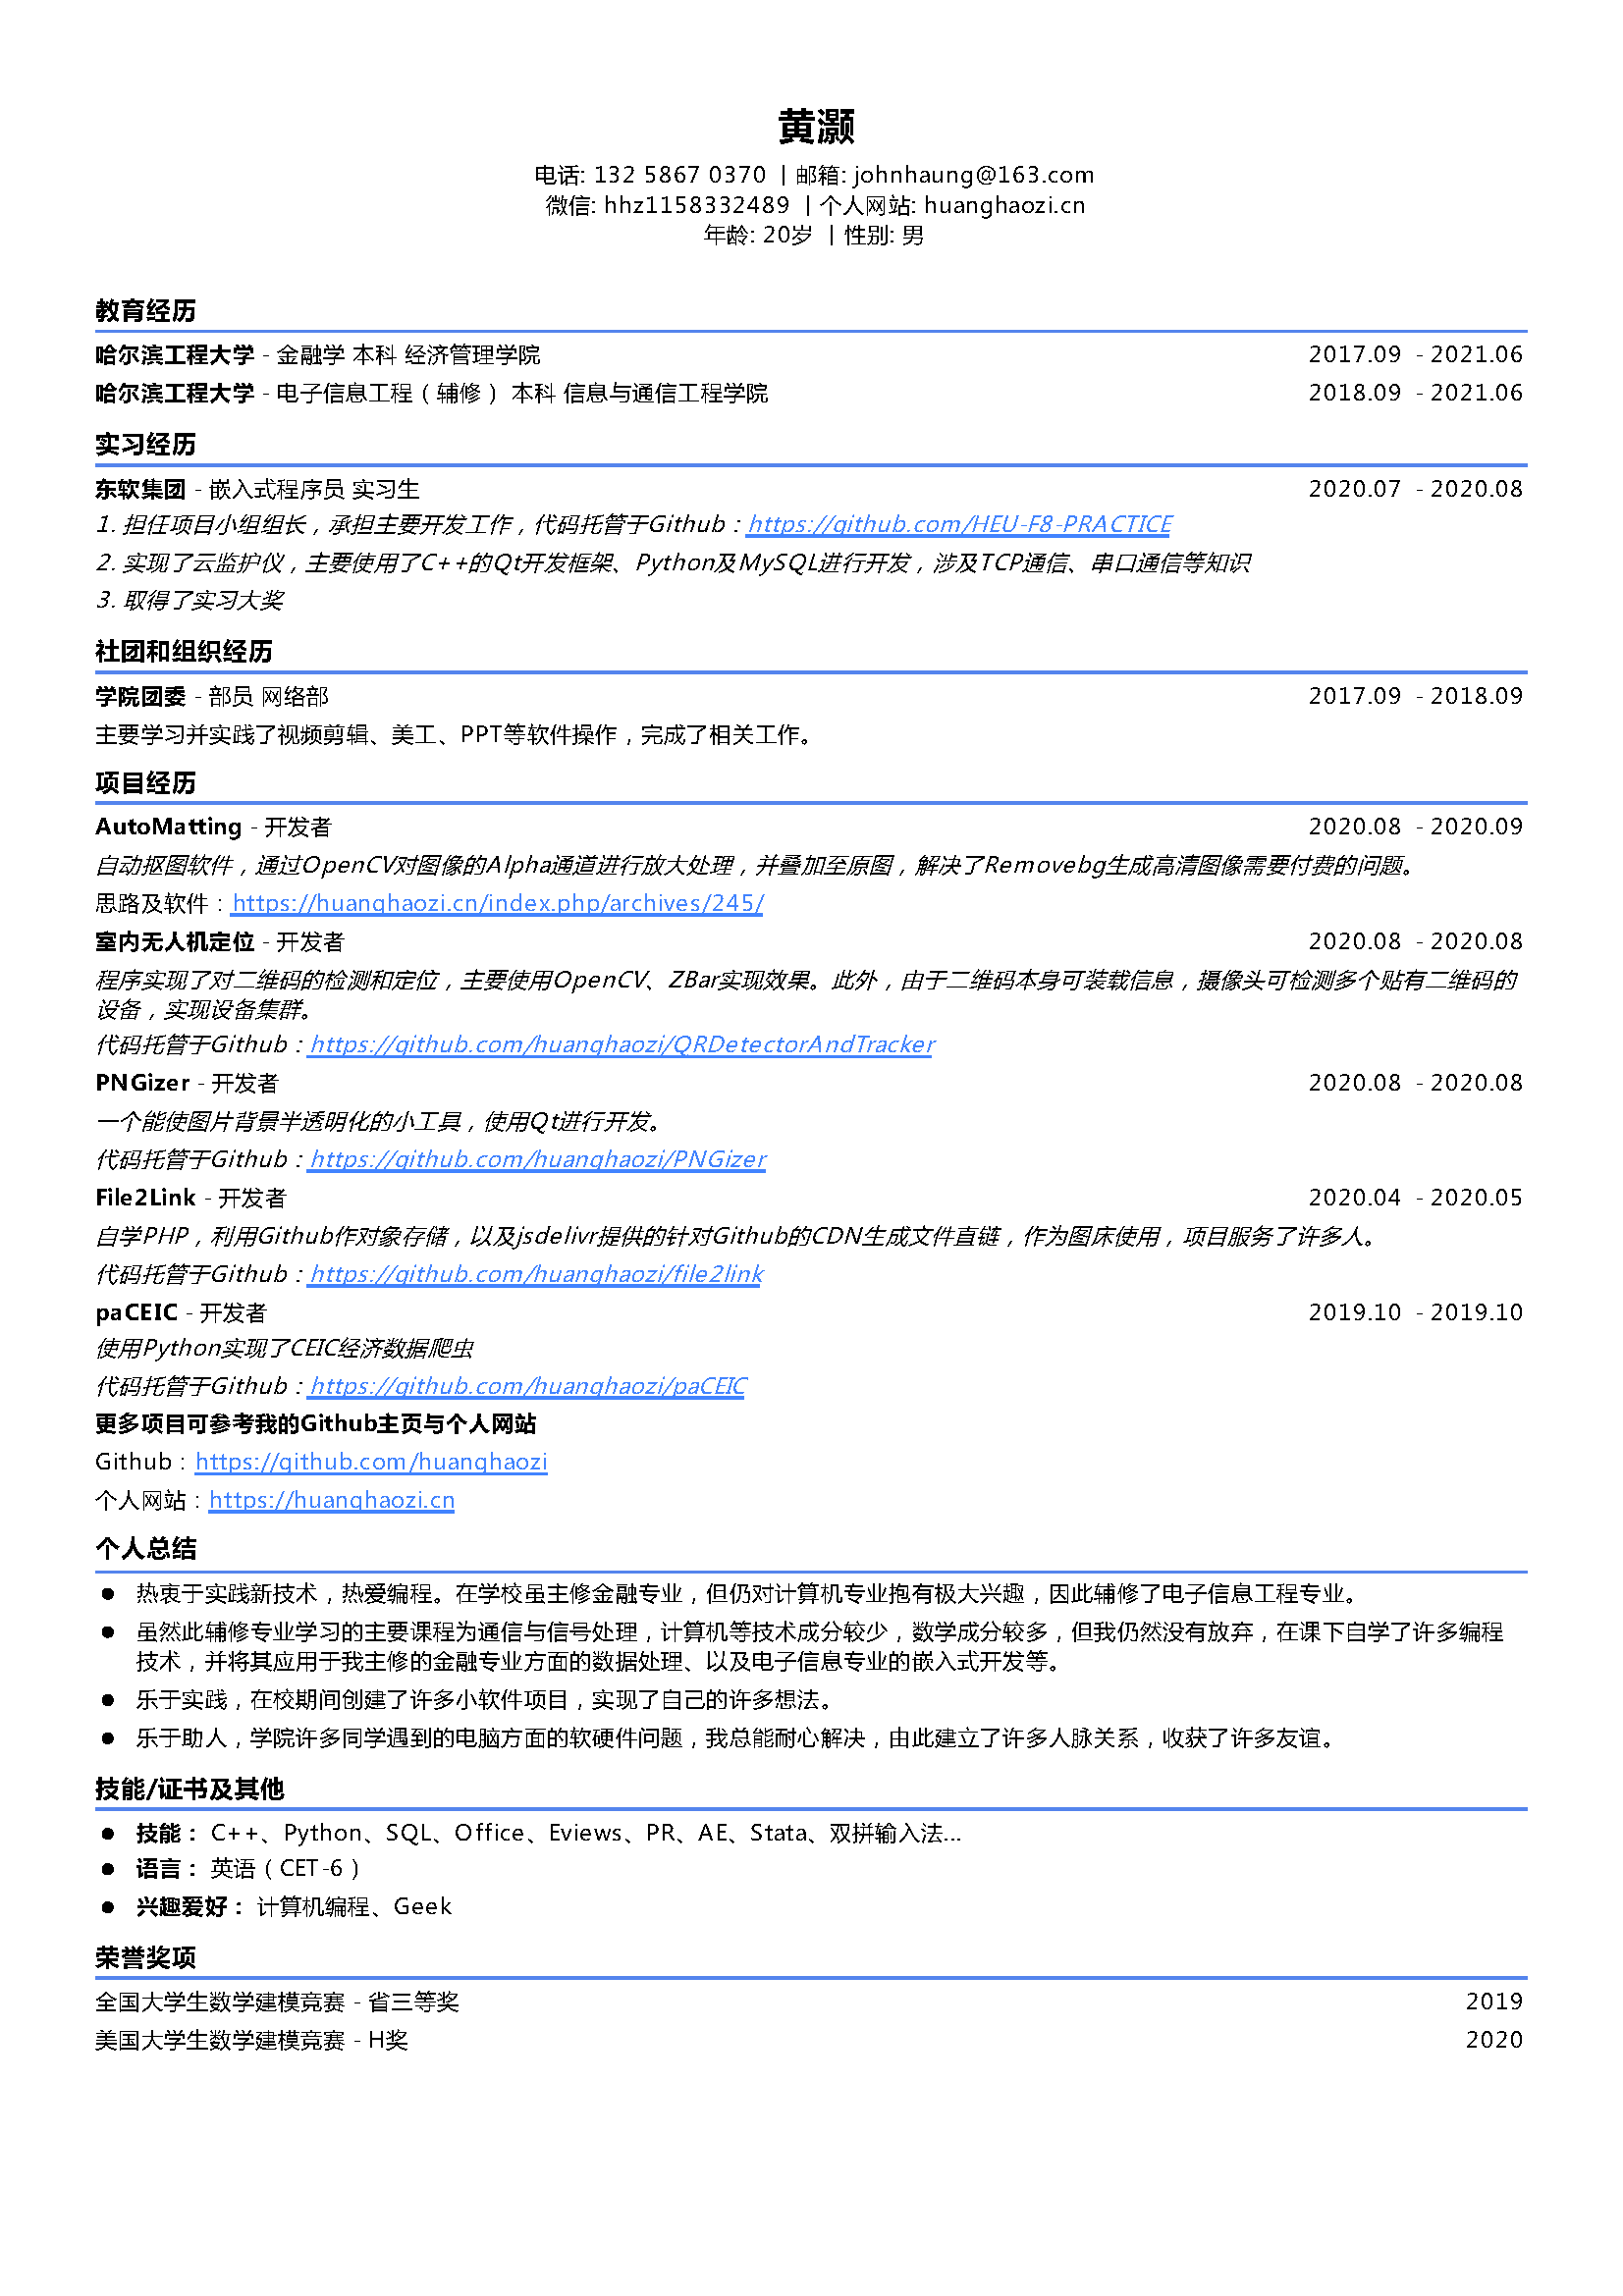 黄灏
电话: 132 5867 0370 | 邮箱: johnhaung@163.com
微信: hhz1158332489 | 个人网站: huanghaozi.cn
年龄: 20岁 | 性别: 男
教育经历
哈尔滨工程大学 - 金融学 本科 经济管理学院 2017.09 - 2021.06
哈尔滨工程大学 - 电子信息工程（辅修） 本科 信息与通信工程学院 2018.09 - 2021.06
实习经历
东软集团 - 嵌入式程序员 实习生 2020.07 - 2020.08
1. 担任项目小组组长，承担主要开发工作，代码托管于Github：https://github.com/HEU-F8-PRACTICE
2. 实现了云监护仪，主要使用了C++的Qt开发框架、Python及MySQL进行开发，涉及TCP通信、串口通信等知识
3. 取得了实习大奖
社团和组织经历
学院团委 - 部员 网络部 2017.09 - 2018.09
主要学习并实践了视频剪辑、美工、PPT等软件操作，完成了相关工作。
项目经历
AutoMatting - 开发者 2020.08 - 2020.09
自动抠图软件，通过OpenCV对图像的Alpha通道进行放大处理，并叠加至原图，解决了Removebg生成高清图像需要付费的问题。
思路及软件：https://huanghaozi.cn/index.php/archives/245/
室内无人机定位 - 开发者 2020.08 - 2020.08
程序实现了对二维码的检测和定位，主要使用OpenCV、ZBar实现效果。此外，由于二维码本身可装载信息，摄像头可检测多个贴有二维码的
设备，实现设备集群。
代码托管于Github：https://github.com/huanghaozi/QRDetectorAndTracker
PNGizer - 开发者 2020.08 - 2020.08
一个能使图片背景半透明化的小工具，使用Qt进行开发。
代码托管于Github：https://github.com/huanghaozi/PNGizer
File2Link - 开发者 2020.04 - 2020.05
自学PHP，利用Github作对象存储，以及jsdelivr提供的针对Github的CDN生成文件直链，作为图床使用，项目服务了许多人。
代码托管于Github：https://github.com/huanghaozi/file2link
paCEIC - 开发者 2019.10 - 2019.10
使用Python实现了CEIC经济数据爬虫
代码托管于Github：https://github.com/huanghaozi/paCEIC
更多项目可参考我的Github主页与个人网站
Github：https://github.com/huanghaozi
个人网站：https://huanghaozi.cn
个人总结
● 热衷于实践新技术，热爱编程。在学校虽主修金融专业，但仍对计算机专业抱有极大兴趣，因此辅修了电子信息工程专业。
● 虽然此辅修专业学习的主要课程为通信与信号处理，计算机等技术成分较少，数学成分较多，但我仍然没有放弃，在课下自学了许多编程
技术，并将其应用于我主修的金融专业方面的数据处理、以及电子信息专业的嵌入式开发等。
● 乐于实践，在校期间创建了许多小软件项目，实现了自己的许多想法。
● 乐于助人，学院许多同学遇到的电脑方面的软硬件问题，我总能耐心解决，由此建立了许多人脉关系，收获了许多友谊。
技能/证书及其他
● 技能： C++、Python、SQL、Office、Eviews、PR、AE、Stata、双拼输入法...
● 语言： 英语（CET-6）
● 兴趣爱好： 计算机编程、Geek
荣誉奖项
全国大学生数学建模竞赛 - 省三等奖 2019
美国大学生数学建模竞赛 - H奖 2020